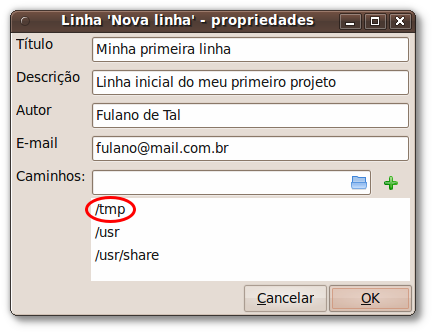 Linha 'Nova linha' - propriedades
Título Minha primeira linha
Descrição Linha inicial do meu primeiro projeto
Autor Fulano de Tal
E-mail fulano@mail.com.br
Caminhos:
/tmp
/usr
/usr/share
Cancelar OK